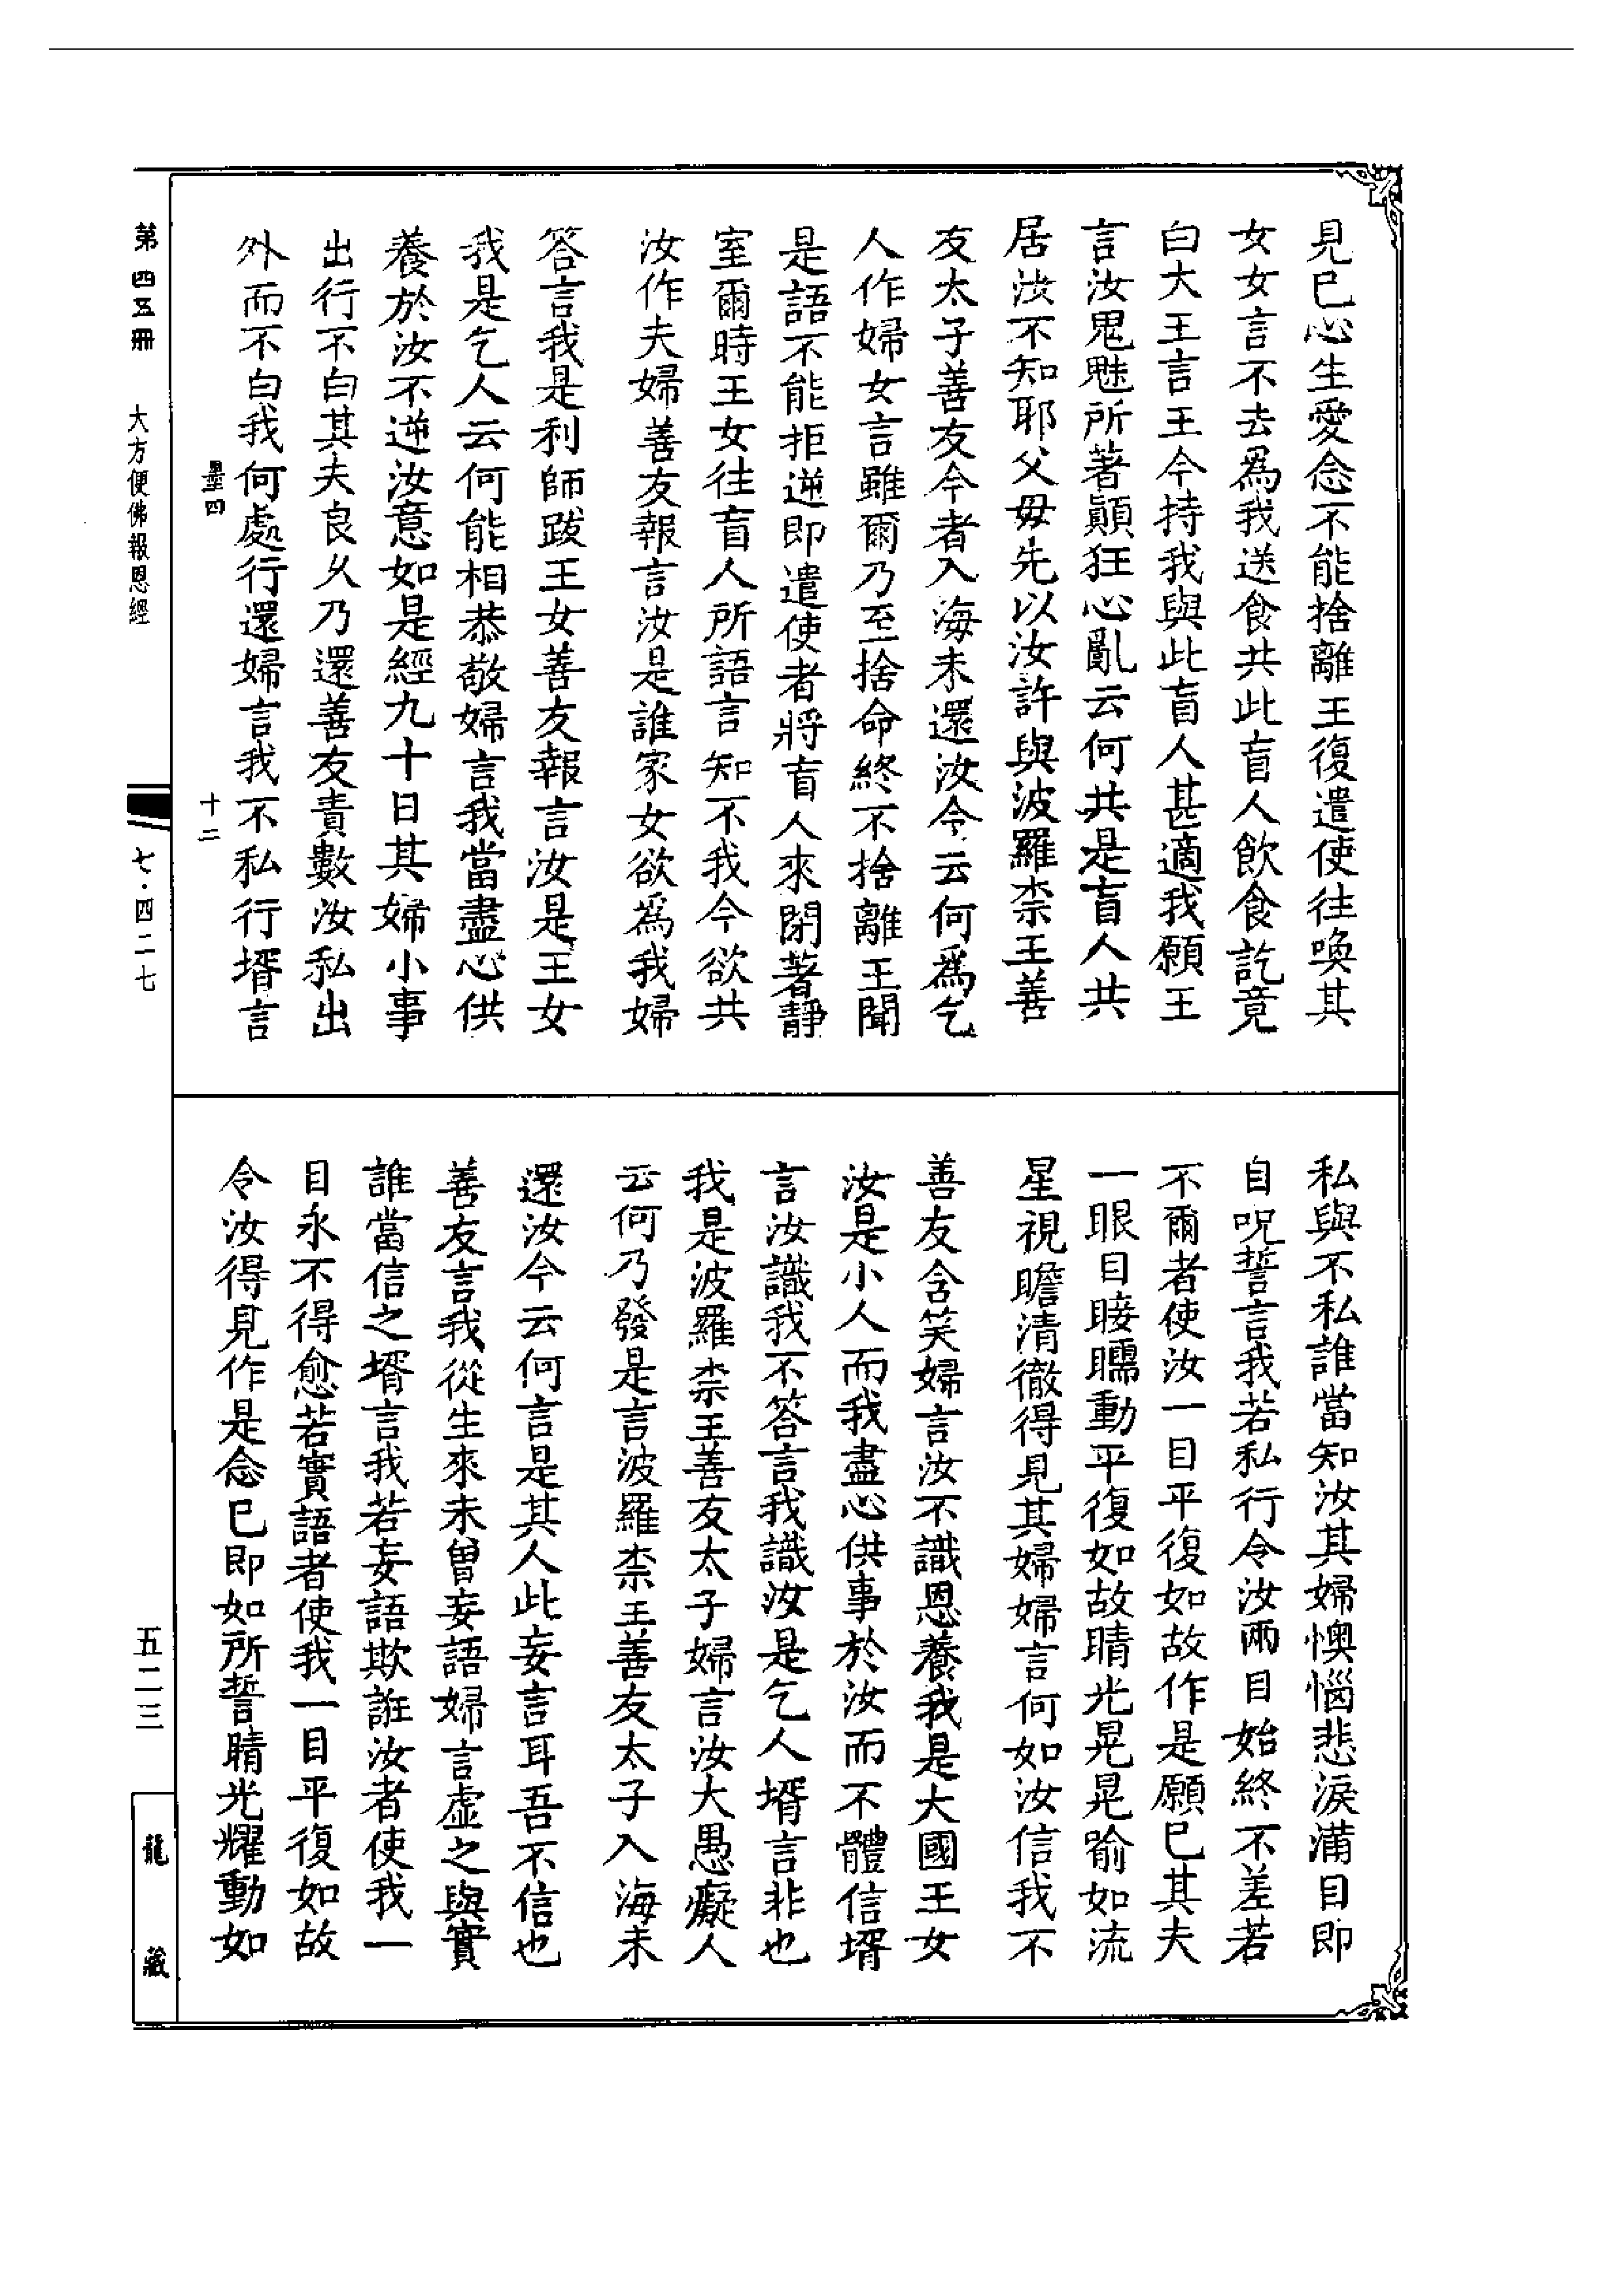 見已心生愛念不能捨離王復遣使往喚其
女女言不去為我送食共此盲人飲食訖竟
白大王言王今持我與此盲人甚適我願王
言汝鬼魅所著顛狂心亂云何共是盲人共
居汝不知耶父母先以汝許與波羅柰王善
友太子善友今者入海未還汝今云何為乞
人作婦女言雖爾乃至捨命終不捨離王聞
是語不能拒逆即遣使者將盲人來閉著靜
室爾時王女往盲人所語言知不我今欲共
汝作夫婦善友報言汝是誰家女欲為我婦
答言我是利師跋王女善友報言汝是王女
我是乞人云何能相恭敬婦言我當盡心供
養於汝不逆汝意如是經九十日其婦小事
出行不白其夫良久乃還善友責數汝私出
外而不白我何處行還婦言我不私行壻言
墨四
十二
私與不私誰當知汝其婦懊惱悲淚滿目即
自呪誓言我若私行令汝兩目始終不差若
不爾者使汝一目平復如故作是願已其夫
一眼目睫瞤動平復如故睛光晃晃喻如流
星視瞻清徹得見其婦婦言何如汝信我不
善友含笑婦言汝不識恩養我是大國王女
汝是小人而我盡心供事於汝而不體信壻
言汝識我不答言我識汝是乞人壻言非也
我是波羅柰王善友太子婦言汝大愚癡人
云何乃發是言波羅柰王善友太子入海未
還汝今云何言是其人此妄言耳吾不信也
善友言我從生來未曾妄語婦言虛之與實
誰當信之壻言我若妄語欺誑汝者使我一
目永不得愈若實語者使我一目平復如故
令汝得見作是念已即如所誓睛光耀動如
第四五冊
大方便佛報恩經
七·四二七
五二三
龍藏